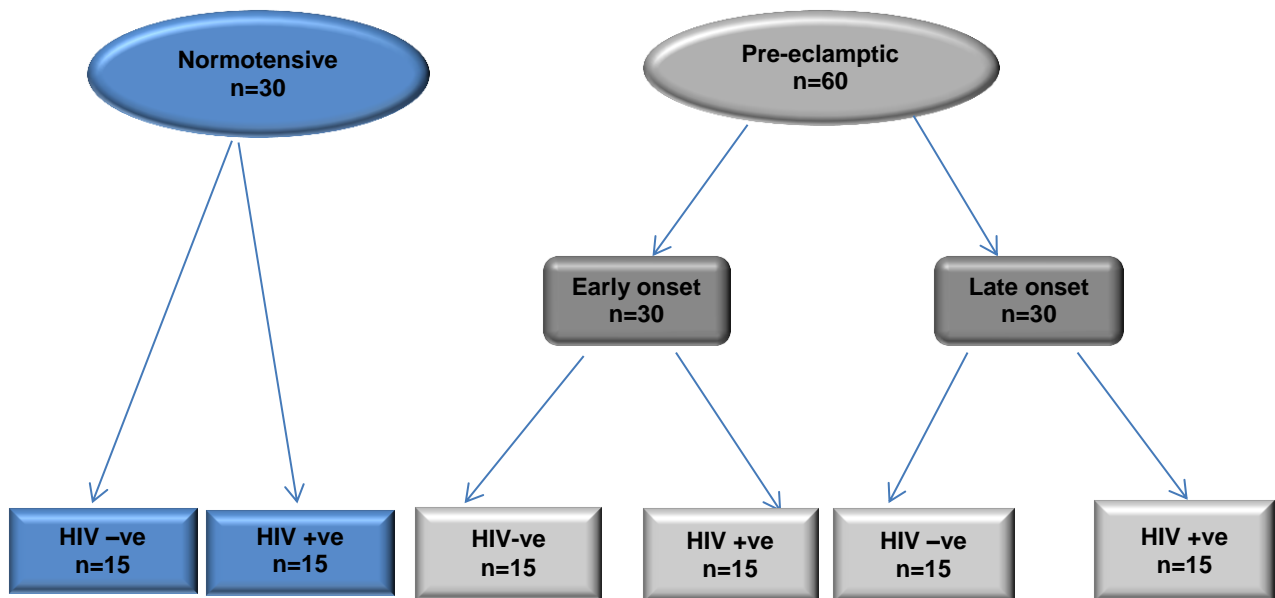 Normotensive
n=30
Pre-eclamptic
n=60
Early onset
n=30
Late onset
n=30
HIV –ve
n=15
HIV +ve
n=15
HIV-ve
n=15
HIV +ve
n=15
HIV –ve
n=15
HIV +ve
n=15